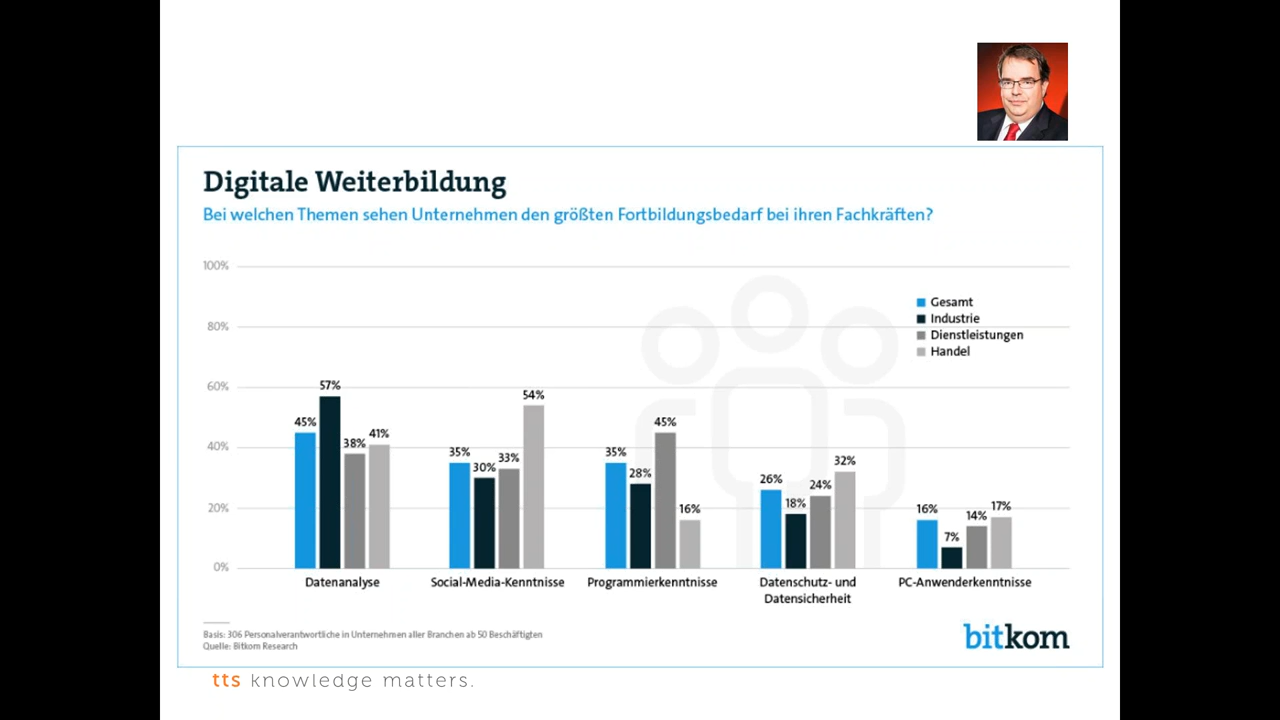 Digitale Weiterbildung
Bei welchen Themen sehen Unternehmen den größten Fortbildungsbedarf bei ihren Fachkräften?
100%
80%
60%
40%
20%
0%
Gesamt
Industrie
Dienstleistungen
Handel
45% 57% 38% 41%
35% 30% 33% 54%
35% 28% 45% 16%
26% 18% 24% 32%
16% 7% 14% 17%
Datenanalyse
Social-Media-Kenntnisse
Programmierkenntnisse
Datenschutz- und
Datensicherheit
PC-Anwenderkenntnisse
Basis: 306 Personalverantwortliche in Unternehmen aller Branchen ab 50 Beschäftigten
Quelle: Bitkom Research
bitkom
tts knowledge matters.